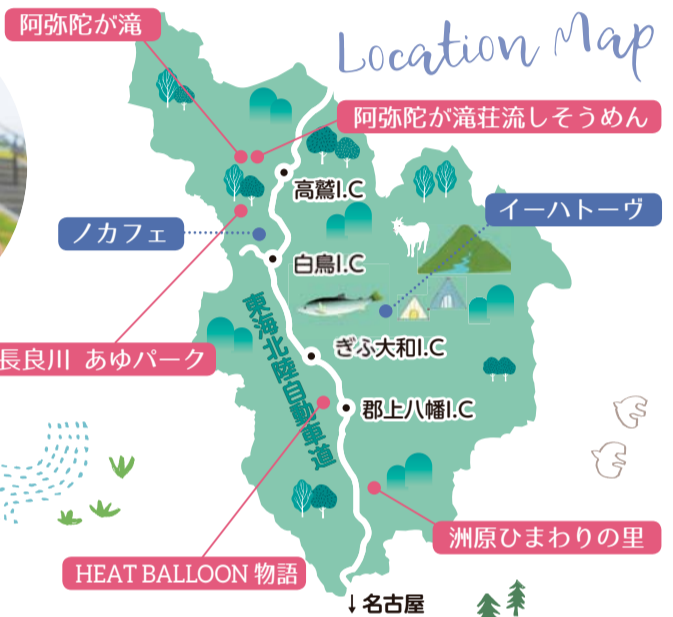 阿弥陀が滝
Location Map
阿弥陀が滝荘流しそうめん
高鷲I.C
イーハトーヴ
ノカフェ
白鳥I.C
東海北陸自動車道
ぎふ大和I.C
長良川 あゆパーク
郡上八幡I.C
洲原ひまわりの里
HEAT BALLOON 物語
↓名古屋